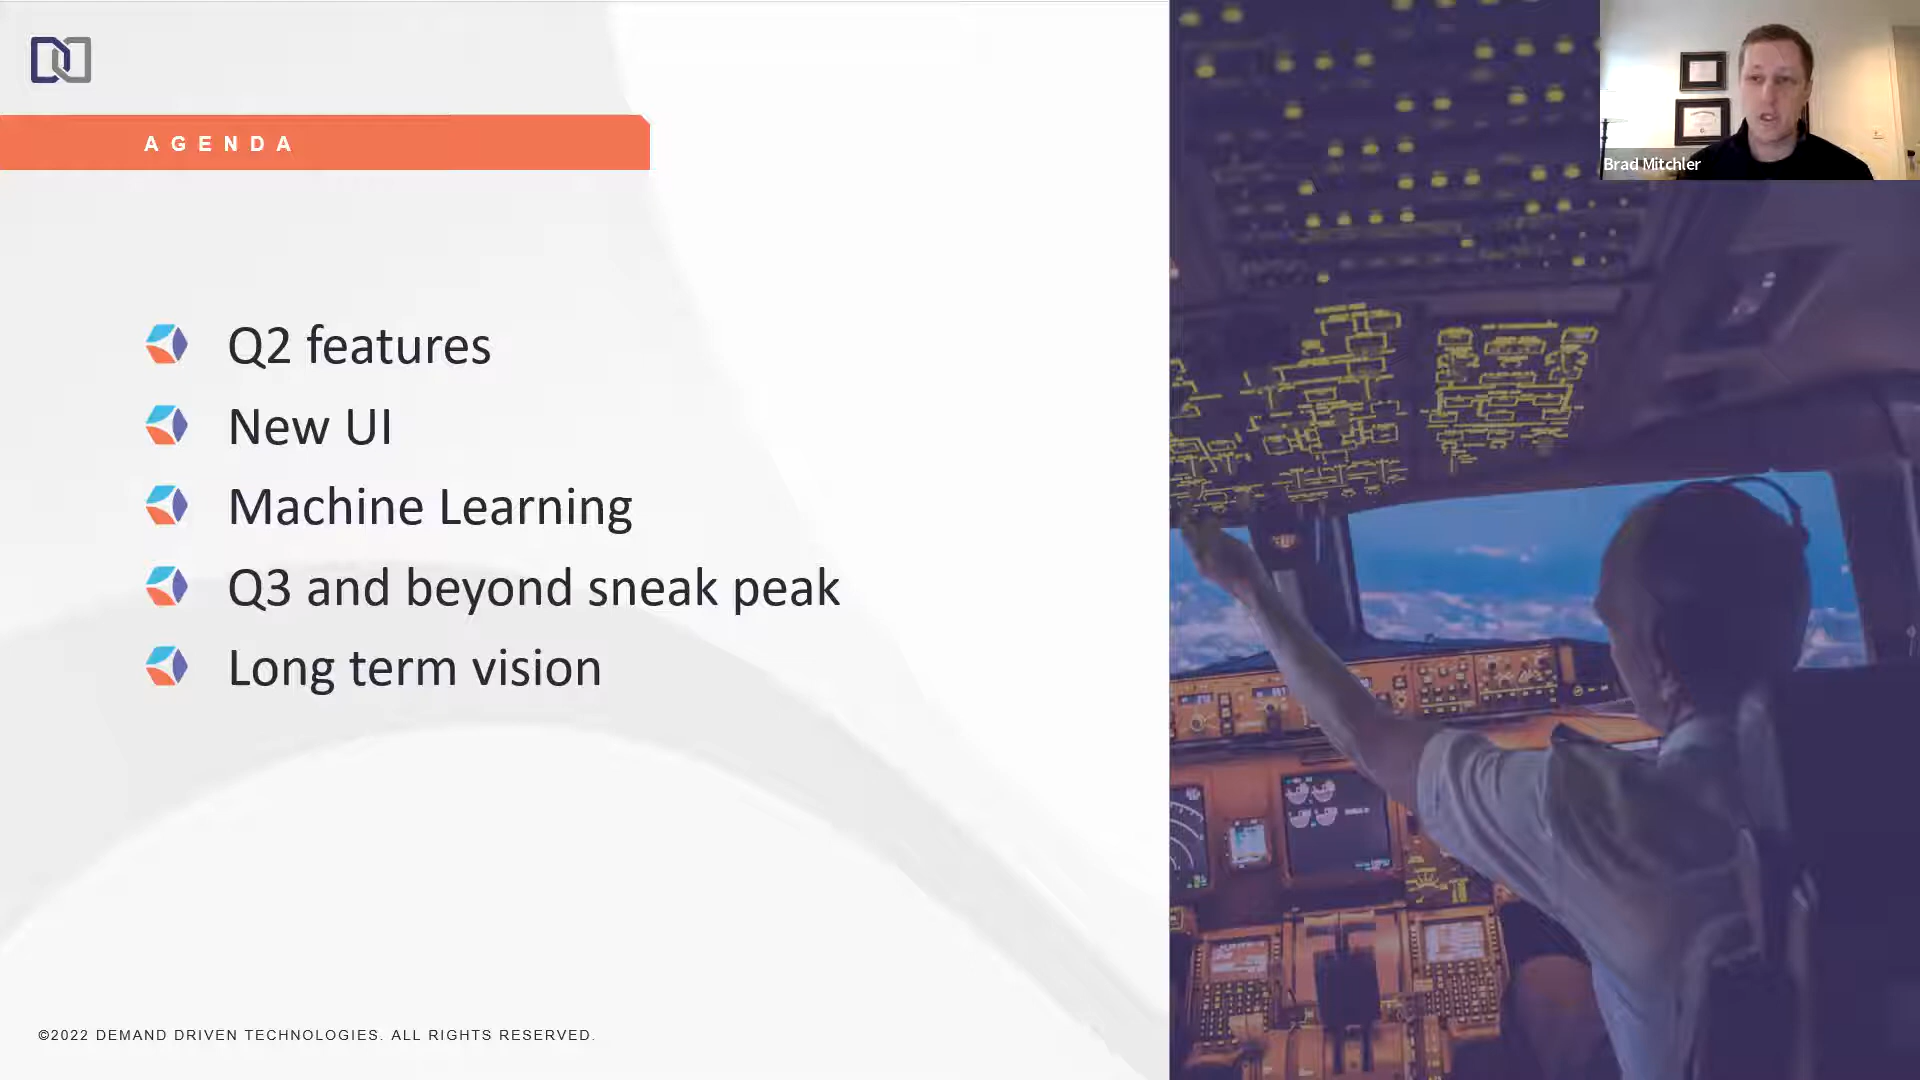 AGENDA
Brad Mitchler
Q2 features
New UI
Machine Learning
Q3 and beyond sneak peak
Long term vision
©2022 DEMAND DRIVEN TECHNOLOGIES. ALL RIGHTS RESERVED.